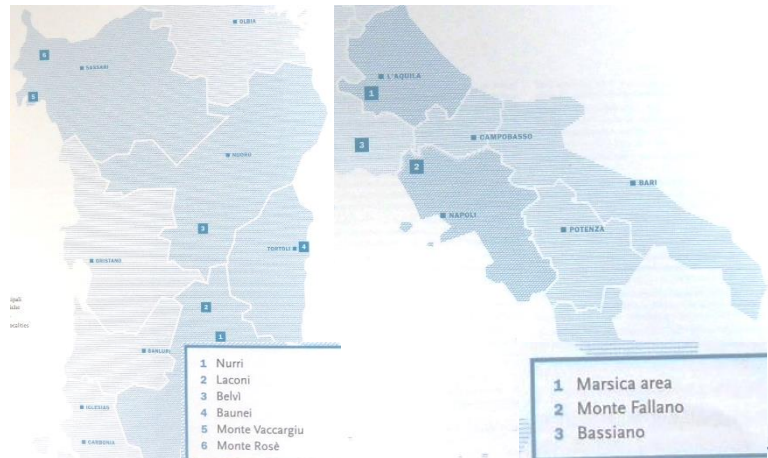 OLBIA
6
SASSARI
5
NUORO
3
TORTOLÌ
4
ORISTANO
2
1
SANLURI
IGLESIAS
CARBONIA
1 Nurri
2 Laconi
3 Belvì
4 Baunei
5 Monte Vaccargiu
6 Monte Rosè
L'AQUILA
1
CAMPOBASSO
3
2
BARI
NAPOLI
POTENZA
1 Marsica area
2 Monte Fallano
3 Bassiano